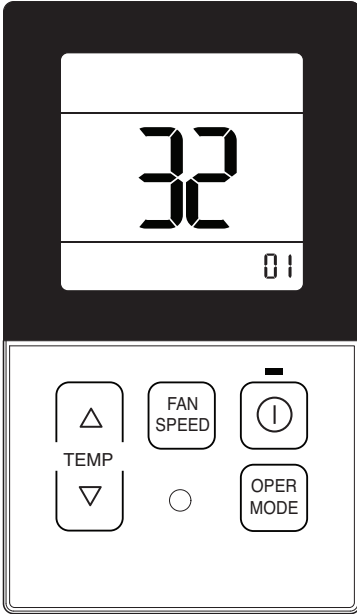 32
01
FAN
SPEED
TEMP
OPER
MODE